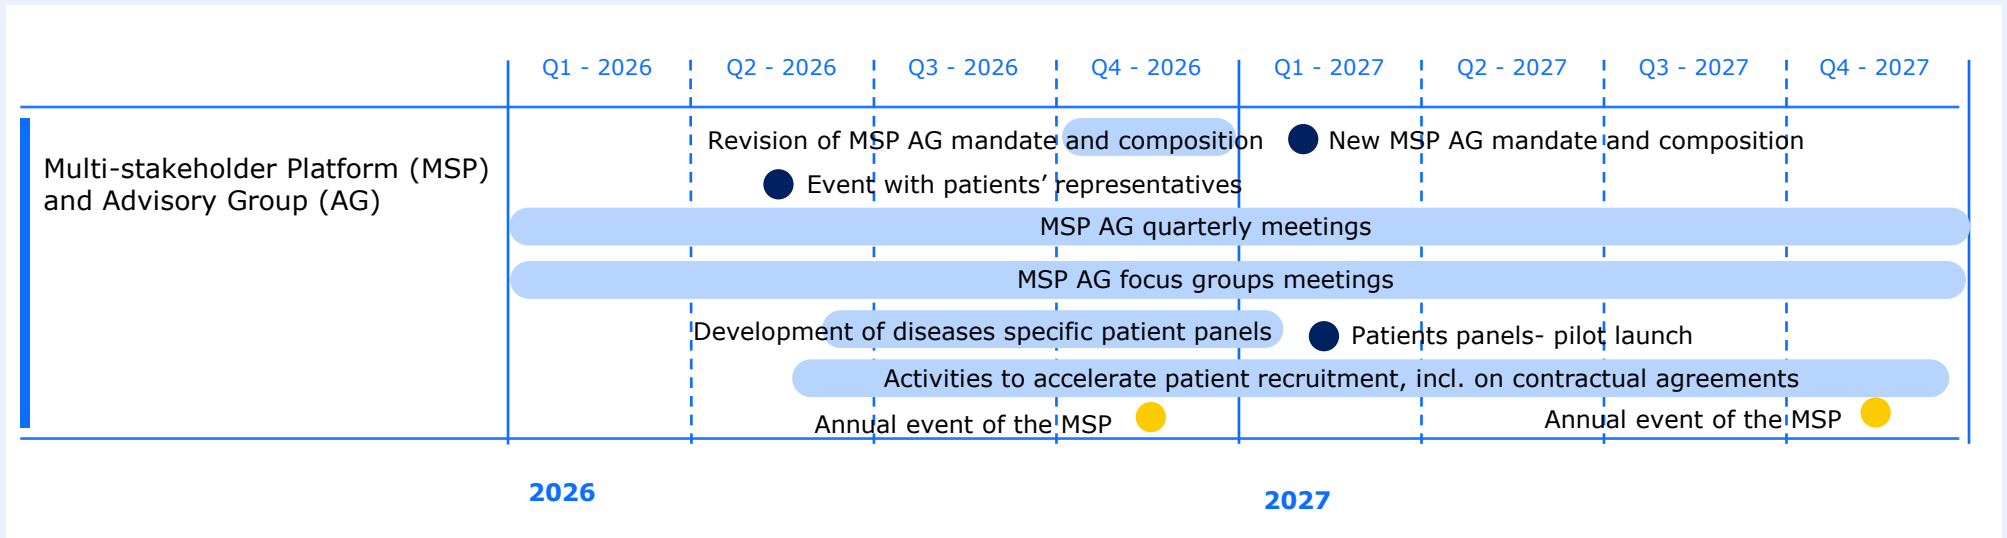 Q1 - 2026 Q2 - 2026 Q3 - 2026 Q4 - 2026 Q1 - 2027 Q2 - 2027 Q3 - 2027 Q4 - 2027
Multi-stakeholder Platform (MSP)
and Advisory Group (AG)
Revision of MSP AG mandate and composition New MSP AG mandate and composition
Event with patients’ representatives
MSP AG quarterly meetings
MSP AG focus groups meetings
Development of diseases specific patient panels Patients panels- pilot launch
Activities to accelerate patient recruitment, incl. on contractual agreements
Annual event of the MSP Annual event of the MSP
2026 2027